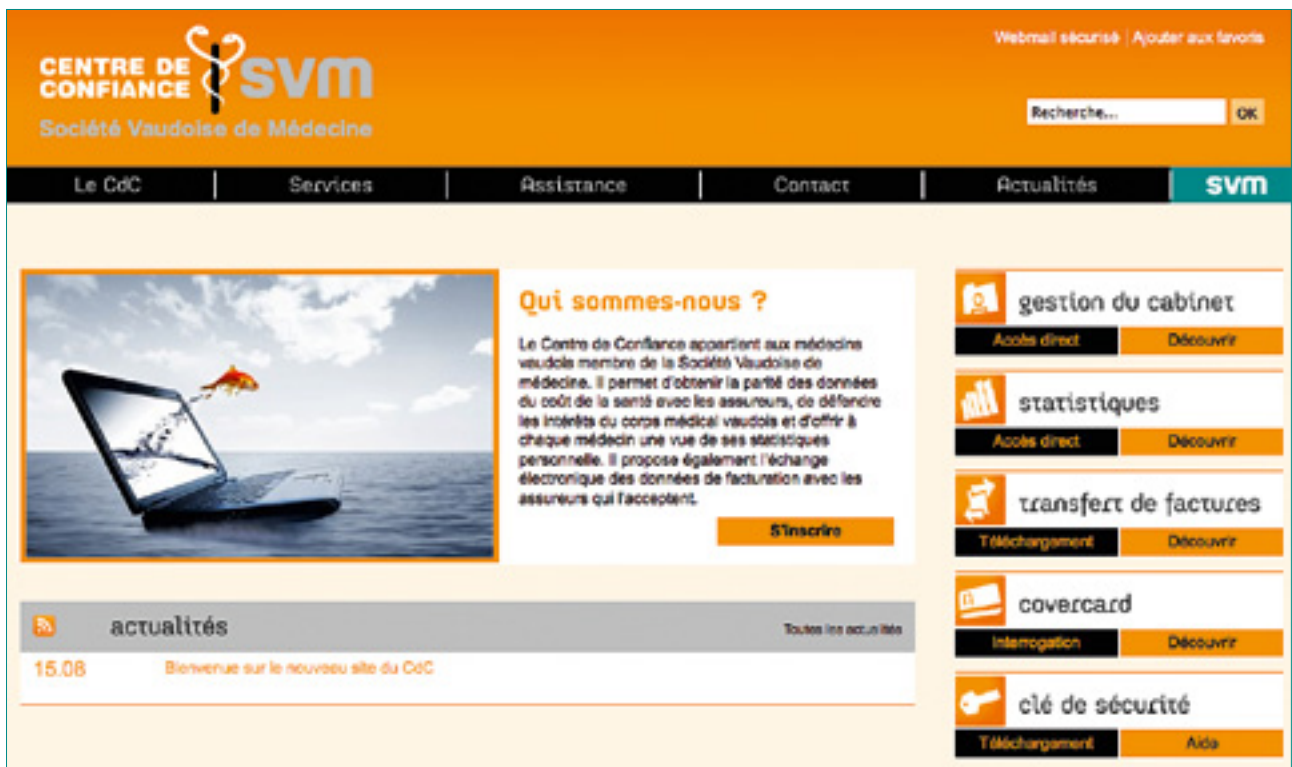 Webmail sécurisé | Ajouter aux favoris
CENTRE DE
CONFIANCE
svm
Société Vaudoise de Médecine
Recherche...
OK
Le CdC
Services
Assistance
Contact
Actualités
svm
Qui sommes-nous ?
Le Centre de Confiance appartient aux médecins
vaudois membre de la Société Vaudoise de
médecine. Il permet d'obtenir la parité des données
du coût de la santé avec les assureurs, de défendre
les intérêts du corps médical vaudois et d'offrir à
chaque médecin une vue de ses statistiques
personnelle. Il propose également l'échange
électronique des données de facturation avec les
assureurs qui l'acceptent.
S'inscrire
actualités
Toutes les actualités
15.08
Bienvenue sur le nouveau site du CdC
gestion du cabinet
Accès direct
Découvrir
statistiques
Accès direct
Découvrir
transfert de factures
Téléchargement
Découvrir
covercard
Interrogation
Découvrir
clé de sécurité
Téléchargement
Aide